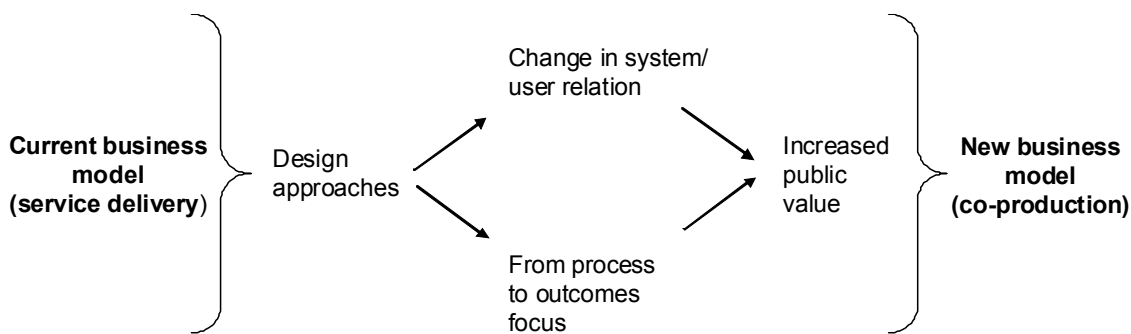 Current business
model
(service delivery)
Design
approaches
Change in system/
user relation
From process
to outcomes
focus
Increased
public
value
New business
model
(co-production)